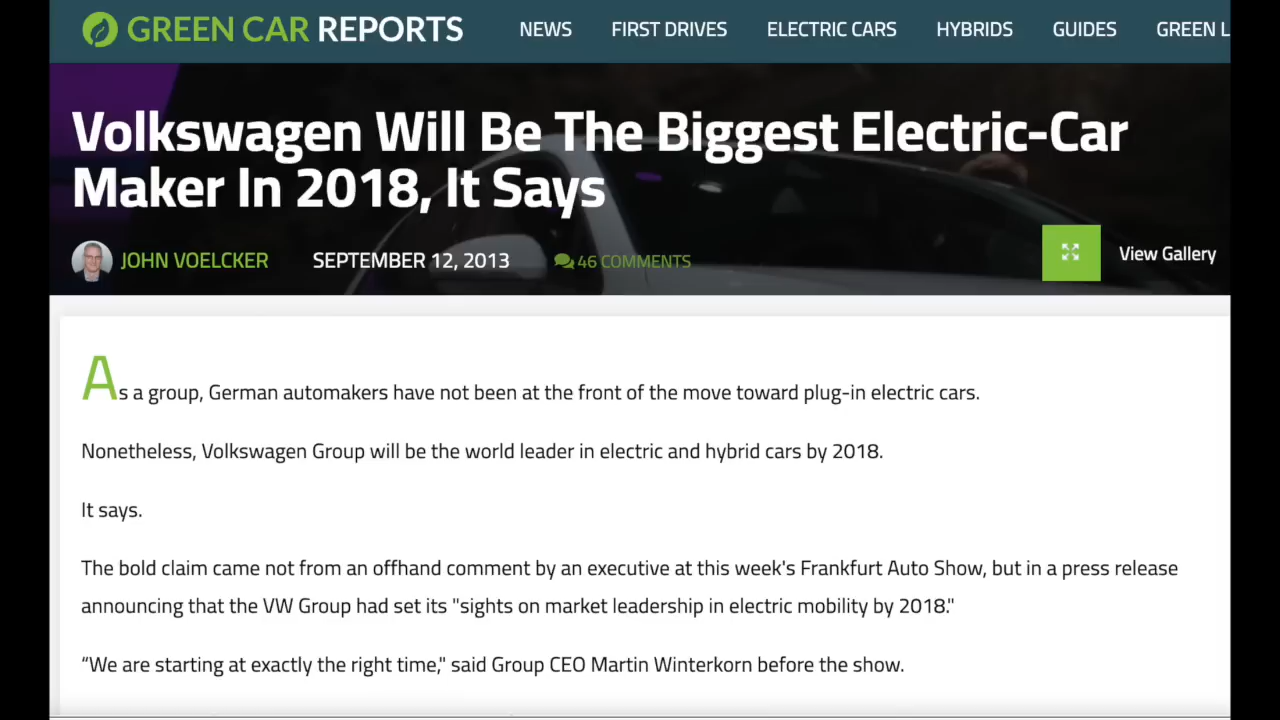 GREEN CAR REPORTS NEWS FIRST DRIVES ELECTRIC CARS HYBRIDS GUIDES GREEN L
Volkswagen Will Be The Biggest Electric-Car
Maker In 2018, It Says
JOHN VOELCKER SEPTEMBER 12, 2013 46 COMMENTS View Gallery
As a group, German automakers have not been at the front of the move toward plug-in electric cars.
Nonetheless, Volkswagen Group will be the world leader in electric and hybrid cars by 2018.
It says.
The bold claim came not from an offhand comment by an executive at this week's Frankfurt Auto Show, but in a press release
announcing that the VW Group had set its "sights on market leadership in electric mobility by 2018."
“We are starting at exactly the right time," said Group CEO Martin Winterkorn before the show.